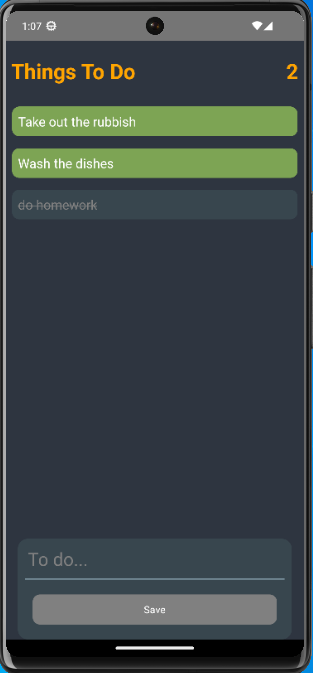 1:07
Things To Do 2
Take out the rubbish
Wash the dishes
do homework
To do...
Save